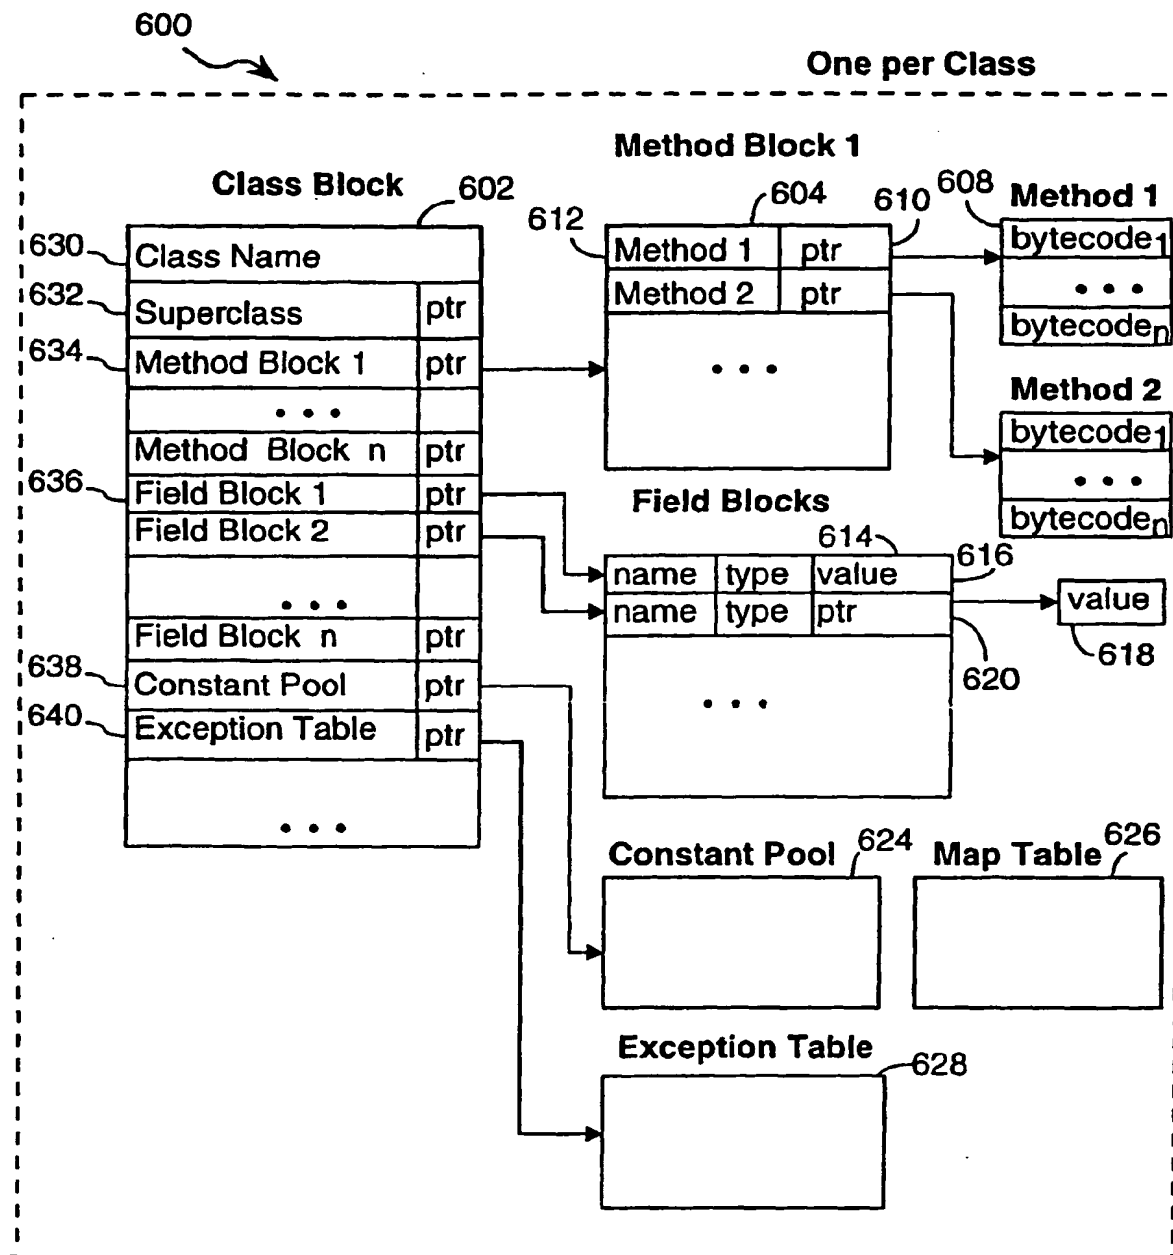 600
One per Class
Class Block
602
630
Class Name
632
Superclass ptr
634
Method Block 1 ptr
• • •
Method Block n ptr
636
Field Block 1 ptr
Field Block 2 ptr
• • •
Field Block n ptr
638
Constant Pool ptr
640
Exception Table ptr
• • •
Method Block 1
604
610
612
Method 1 ptr
Method 2 ptr
• • •
608
Method 1
bytecode1
• • •
bytecoden
Method 2
bytecode1
• • •
bytecoden
Field Blocks
614
616
name type value
name type ptr
620
• • •
value
618
Constant Pool
624
Map Table
626
Exception Table
628